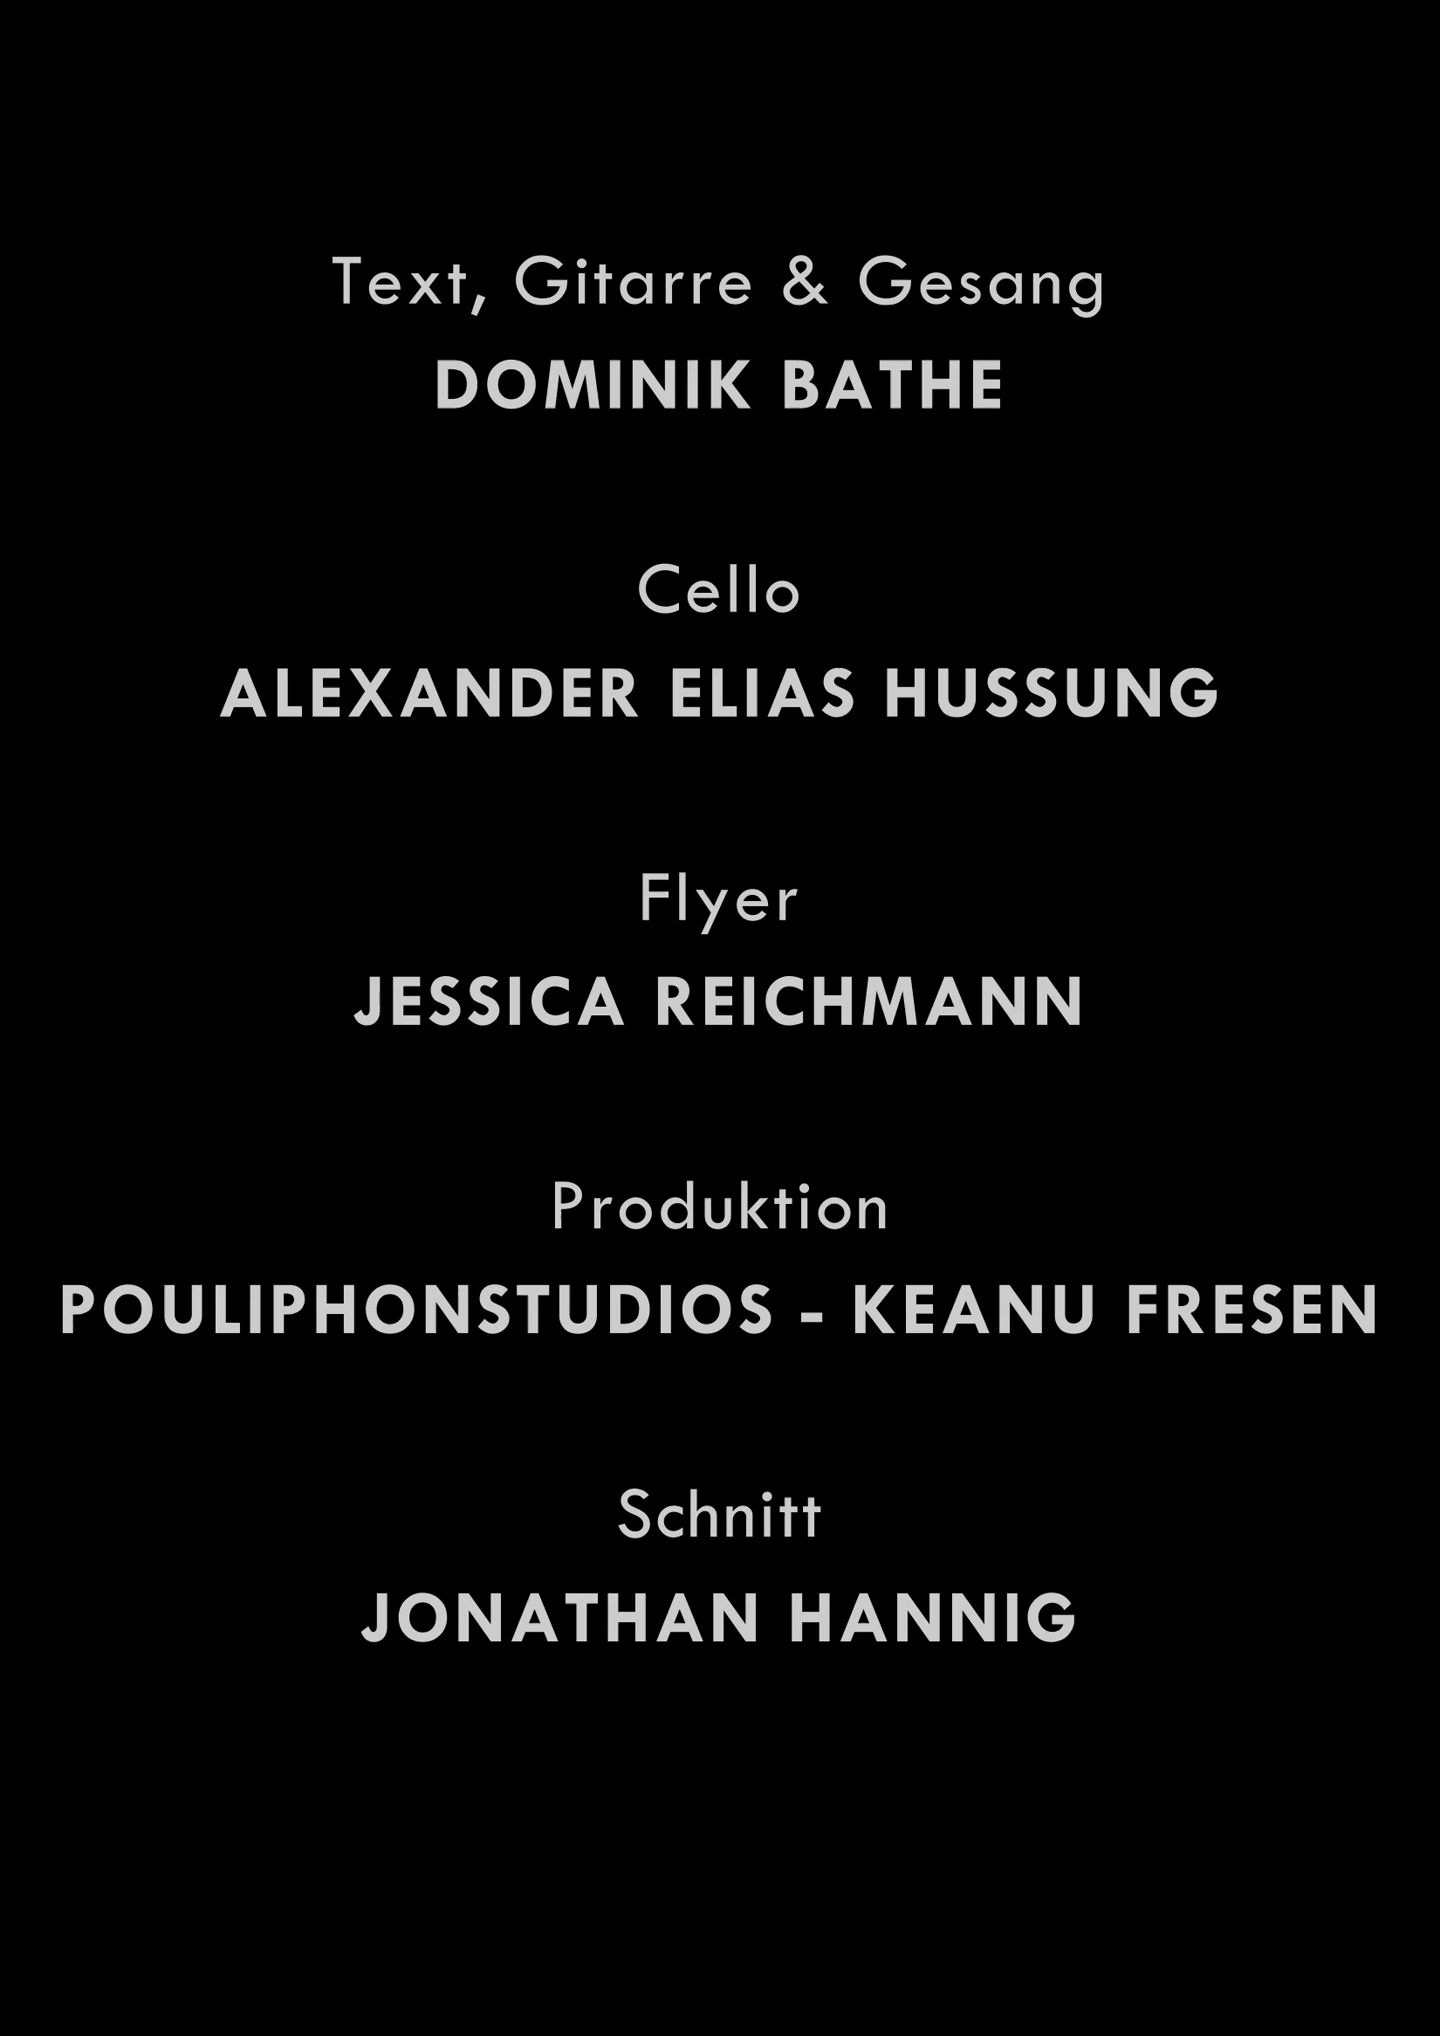 Text, Gitarre & Gesang
DOMINIK BATHE
Cello
ALEXANDER ELIAS HUSSUNG
Flyer
JESSICA REICHMANN
Produktion
POULIPHONSTUDIOS - KEANU FRESEN
Schnitt
JONATHAN HANNIG